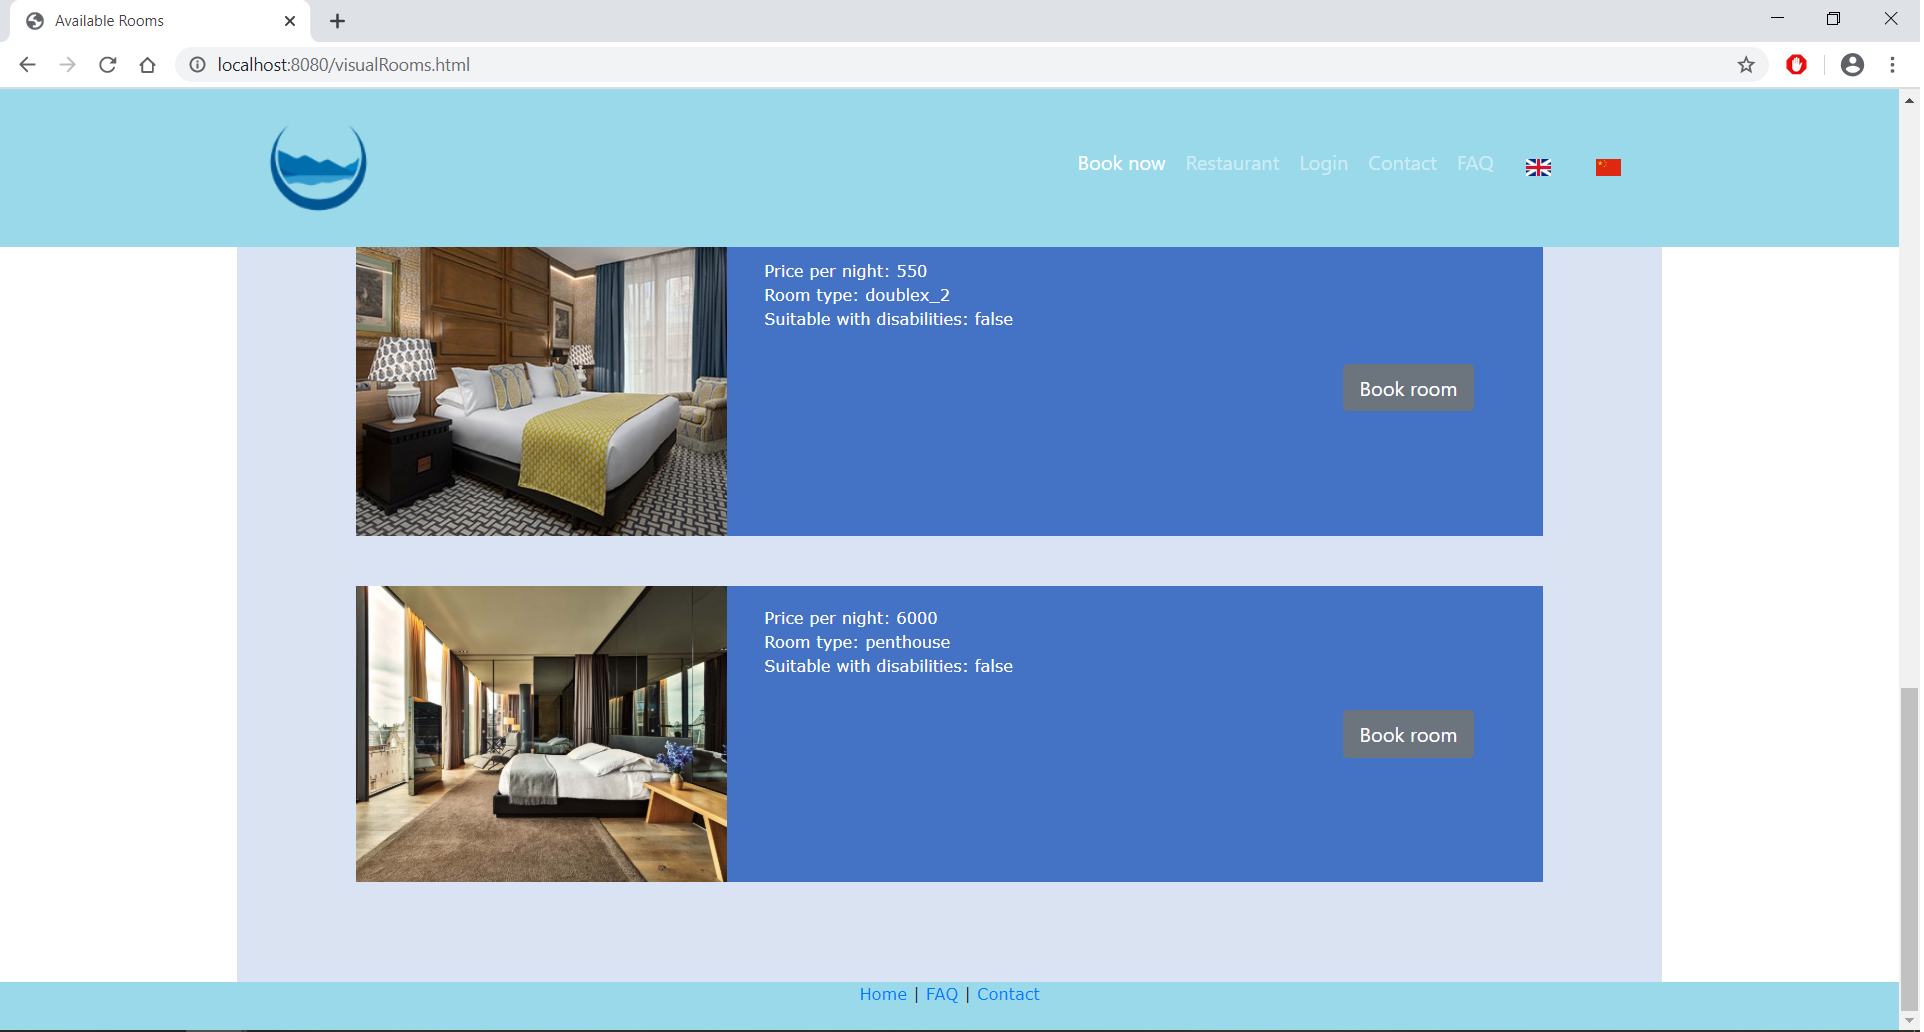 Available Rooms
localhost:8080/visualRooms.html
Book now Restaurant Login Contact FAQ
Price per night: 550
Room type: doublex_2
Suitable with disabilities: false
Book room
Price per night: 6000
Room type: penthouse
Suitable with disabilities: false
Book room
Home | FAQ | Contact